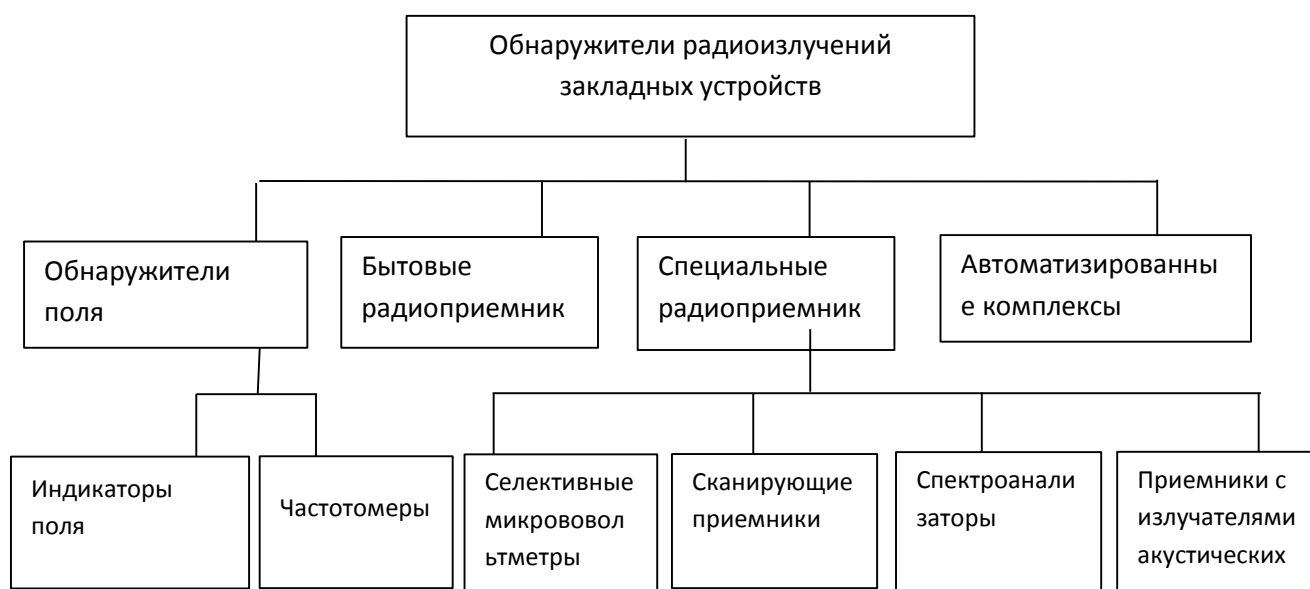 Обнаружители радиоизлучений
закладных устройств
Обнаружители
поля
Бытовые
радиоприемник
Специальные
радиоприемник
Автоматизированны
е комплексы
Индикаторы
поля
Частотомеры
Селективные
микрововол
ьтметры
Сканирующие
приемники
Спектроанали
заторы
Приемники с
излучателями
акустических